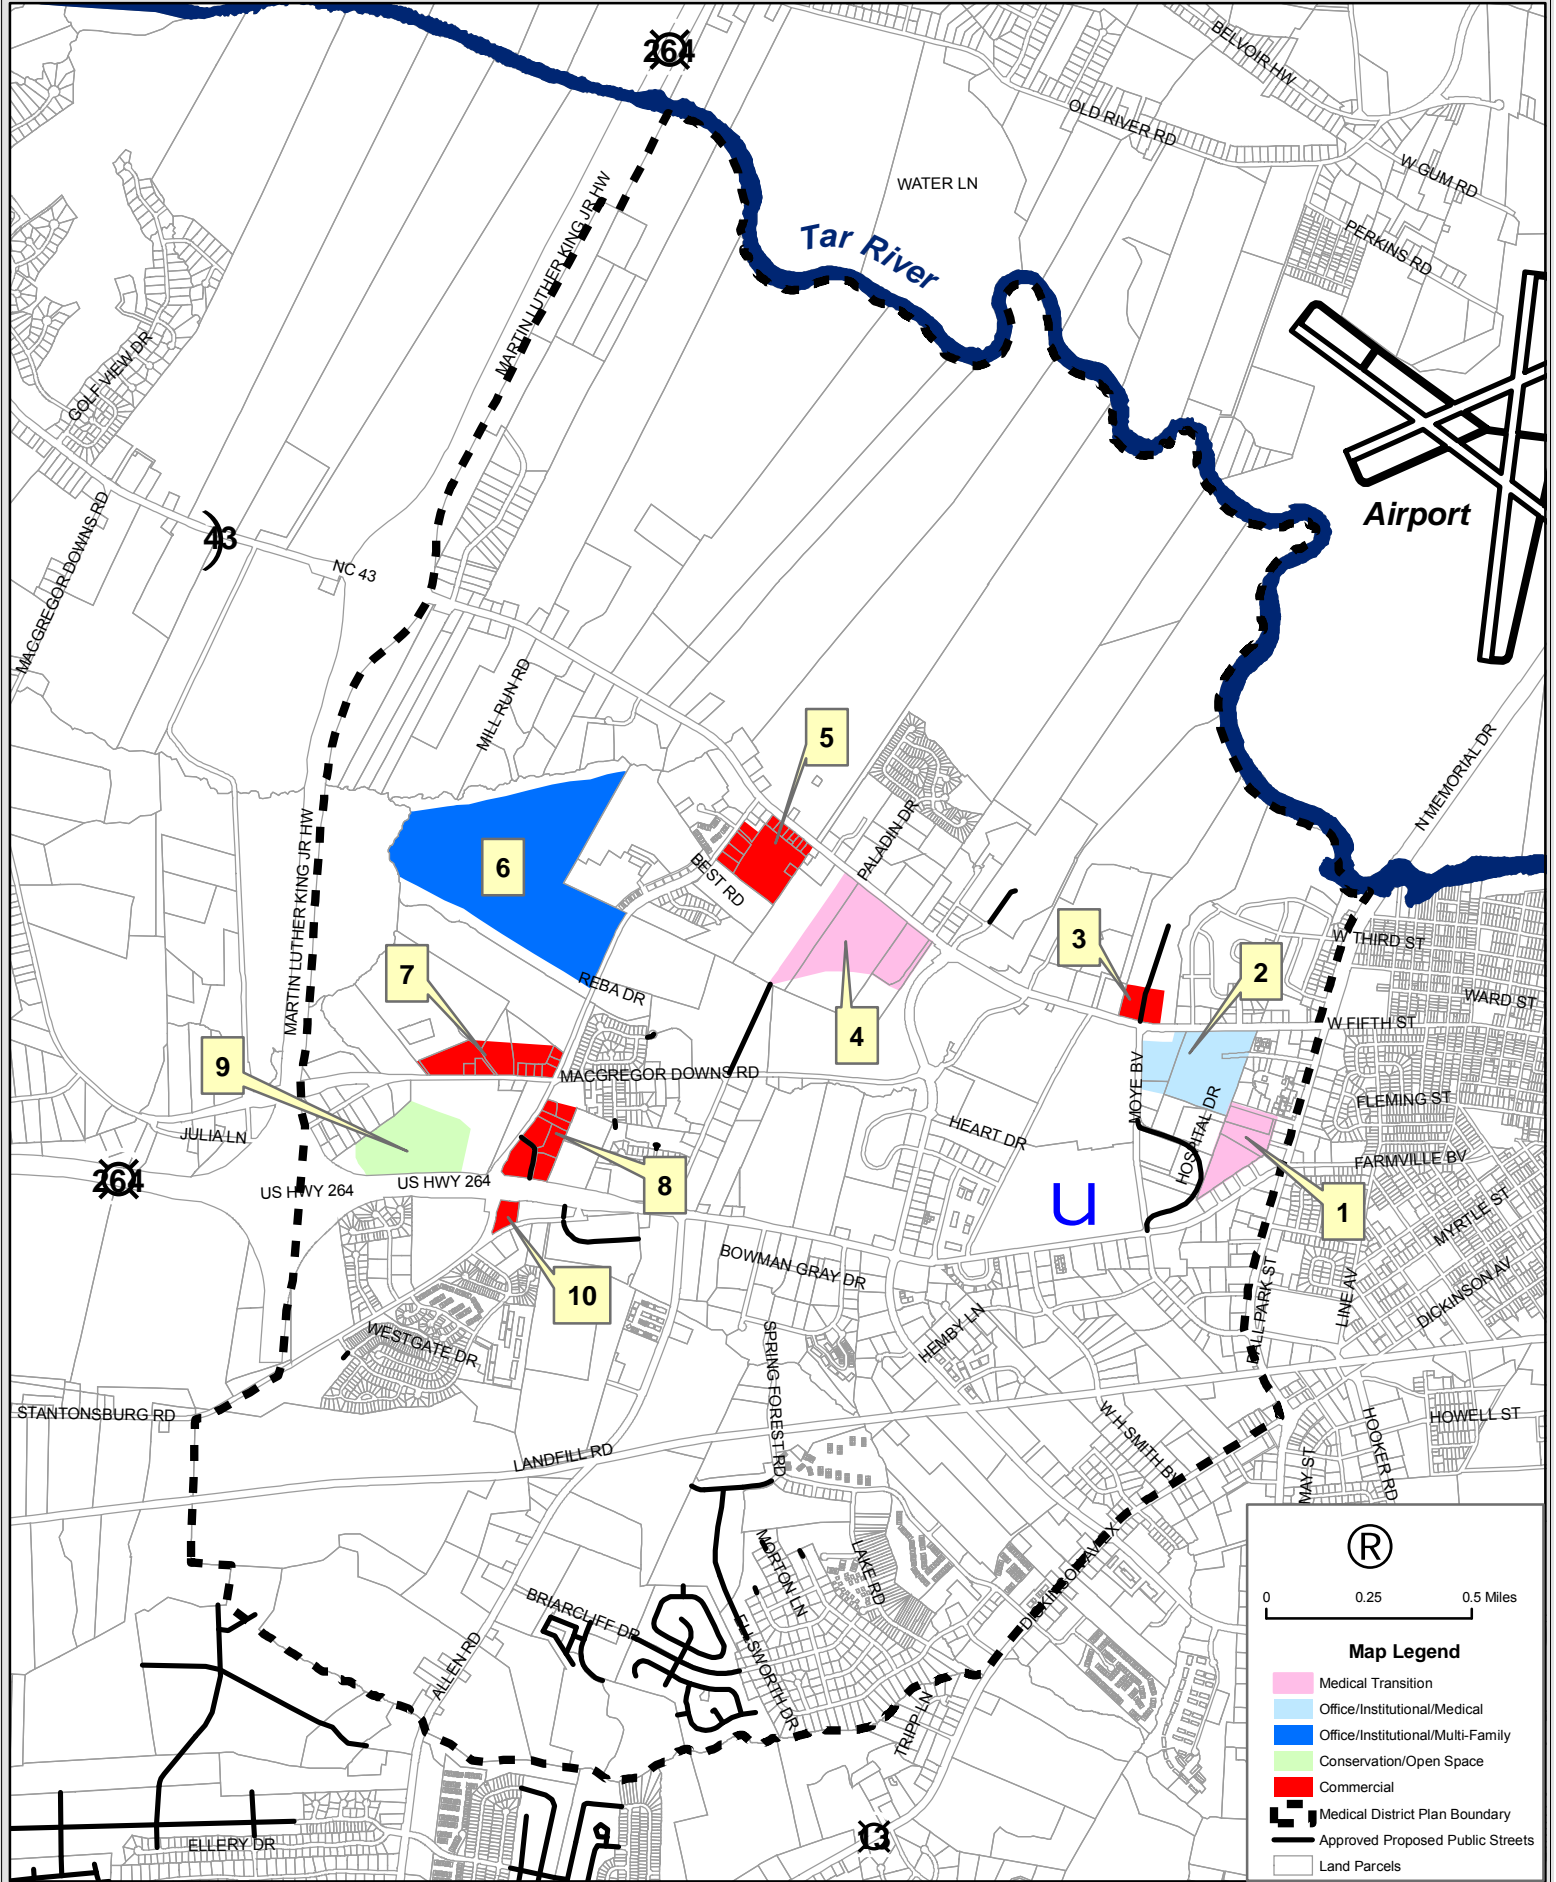 264
BELVOIR HW
OLD RIVER RD
W GUM RD
WATER LN
PERKINS RD
Tar River
MARTIN LUTHER KING JR HW
GOLF VIEW DR
Airport
MACGREGOR DOWNS RD
43
NC 43
MILL RUN RD
5
N MEMORIAL DR
PALADIN DR
MARTIN LUTHER KING JR HW
6
BEST RD
3
W THIRD ST
2
7
REBA DR
WARD ST
4
W FIFTH ST
9
MACGREGOR DOWNS RD
MOYE BV
HOSPITAL DR
FLEMING ST
JULIA LN
HEART DR
FARMVILLE BV
264
US HWY 264
US HWY 264
8
u
1
MYRTLE ST
BOWMAN GRAY DR
BALL PARK ST
LINE AV
DICKINSON AV
10
WESTGATE DR
SPRING FOREST RD
HEMBY LN
STANTONSBURG RD
W H SMITH BV
HOOKER RD
HOWELL ST
LANDFILL RD
MAY ST
®
0 0.25 0.5 Miles
MORTON LN
LAKE RD
DICKINSON AV EX
BRIARCLIFF DR
ELLSWORTH DR
ALLEN RD
TRIPP LN
Map Legend
Medical Transition
Office/Institutional/Medical
Office/Institutional/Multi-Family
Conservation/Open Space
Commercial
Medical District Plan Boundary
Approved Proposed Public Streets
Land Parcels
13
ELLERY DR